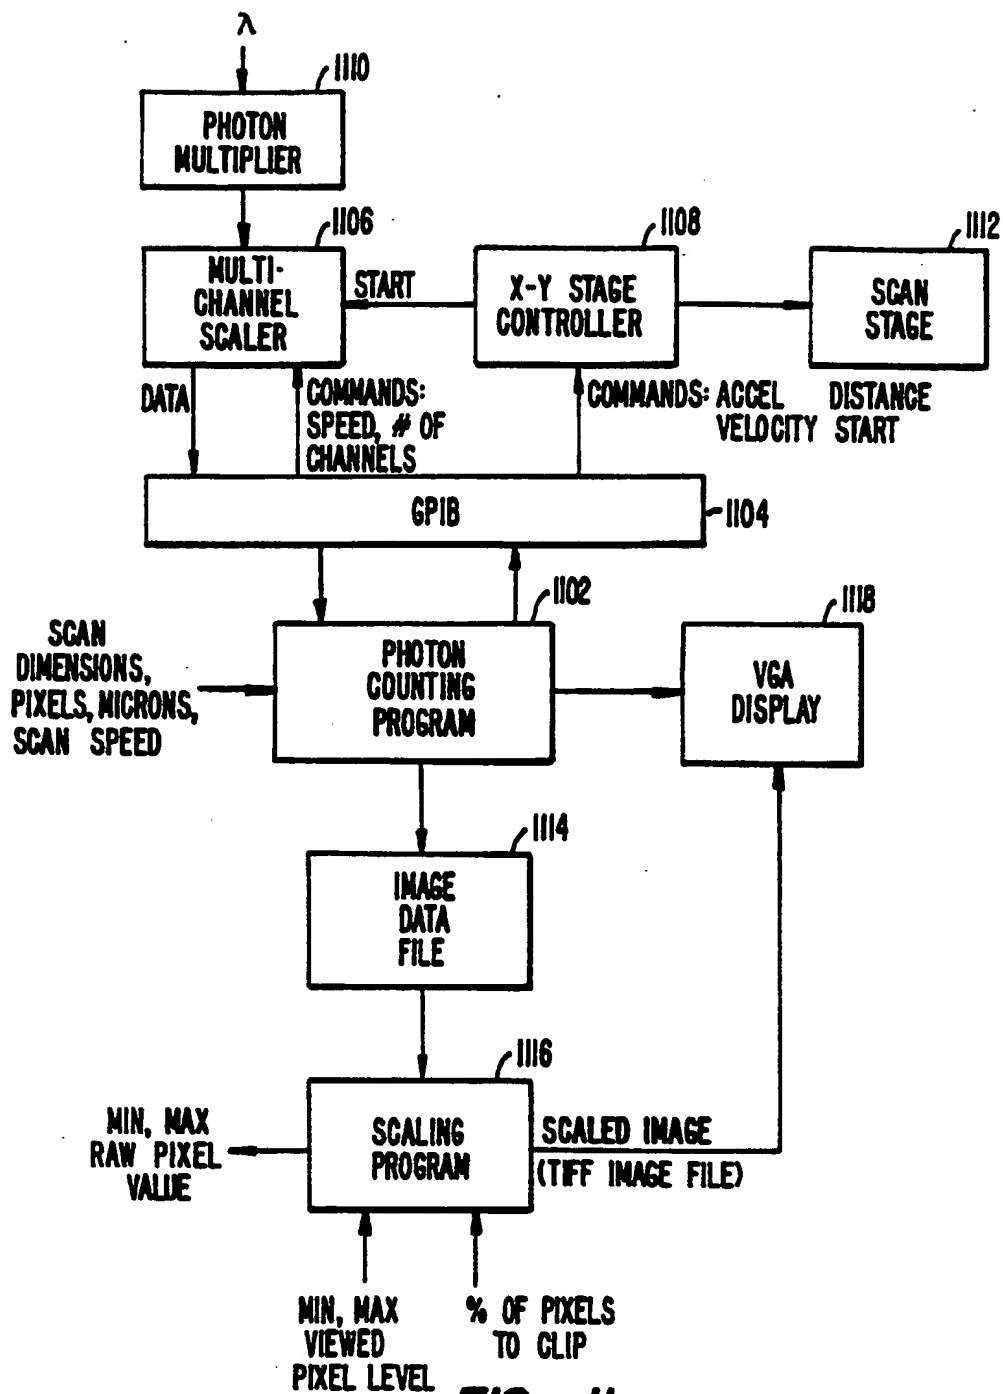 λ
1110
PHOTON
MULTIPLIER
1106
1108
1112
MULTI-
CHANNEL
SCALER
START
X-Y STAGE
CONTROLLER
SCAN
STAGE
DATA
COMMANDS:
SPEED, # OF
CHANNELS
COMMANDS: ACCEL DISTANCE
VELOCITY START
GPIB
1104
1102
1118
SCAN
DIMENSIONS,
PIXELS, MICRONS,
SCAN SPEED
PHOTON
COUNTING
PROGRAM
VGA
DISPLAY
1114
IMAGE
DATA
FILE
1116
MIN, MAX
RAW PIXEL
VALUE
SCALING
PROGRAM
SCALED IMAGE
(TIFF IMAGE FILE)
MIN, MAX
VIEWED
PIXEL LEVEL
% OF PIXELS
TO CLIP